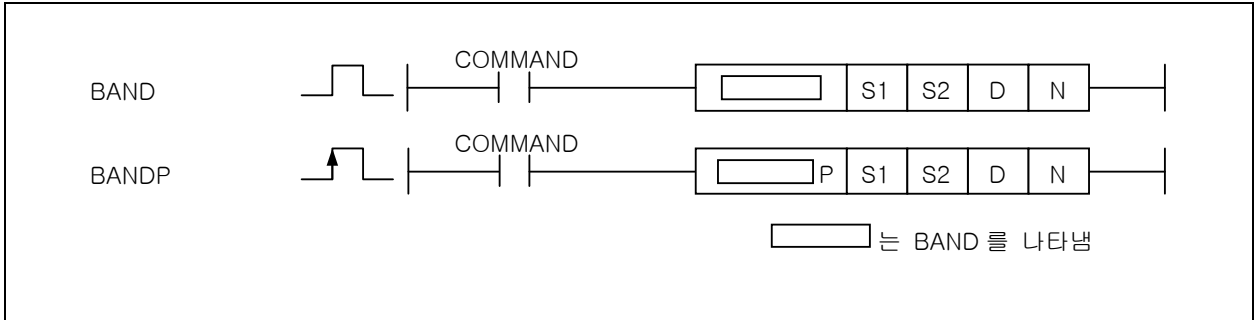 COMMAND
BAND S1 S2 D N
COMMAND
BANDP P S1 S2 D N
는 BAND 를 나타냄